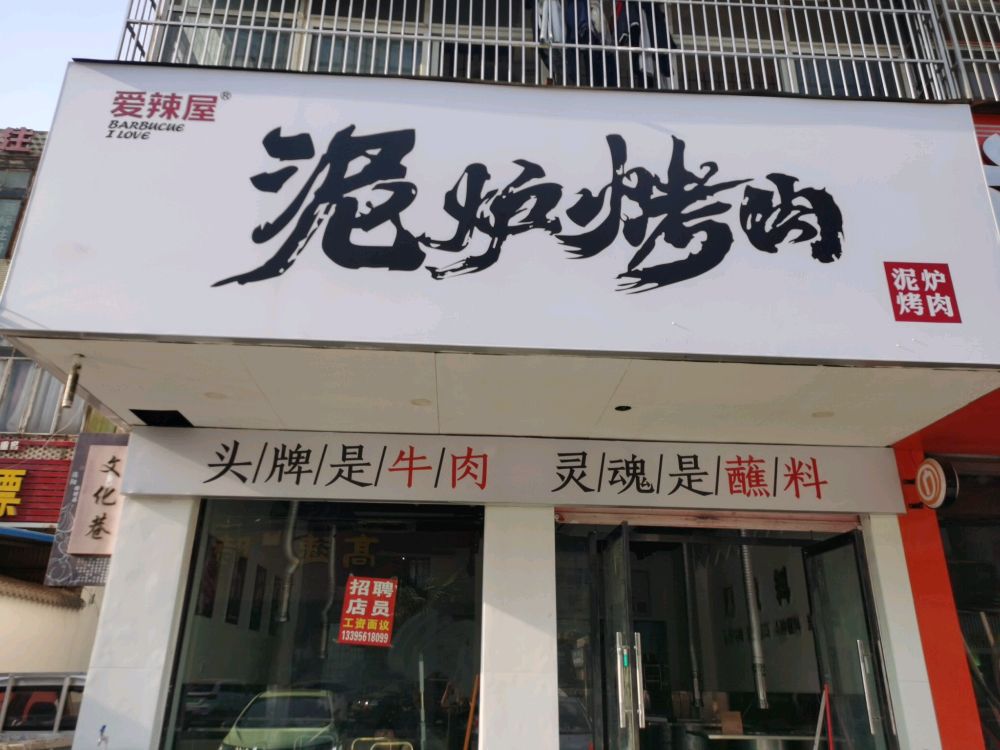 爱辣屋®
BARBUCUE
I LOVE
泥炉烤肉
泥炉
烤肉
头/牌/是/牛/肉 灵/魂/是/蘸/料
文化巷
招聘
店员
工资面议
13395618099